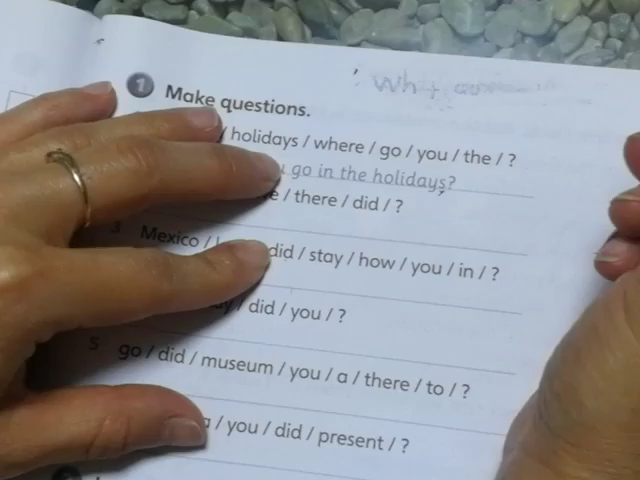 1 Make questions.
/ holidays / where / go / you / the / ?
go in the holidays?
/ there / did / ?
3 Mexico / did / stay / how / you / in / ?
/ did / you / ?
5 go / did / museum / you / a / there / to / ?
/ you / did / present / ?